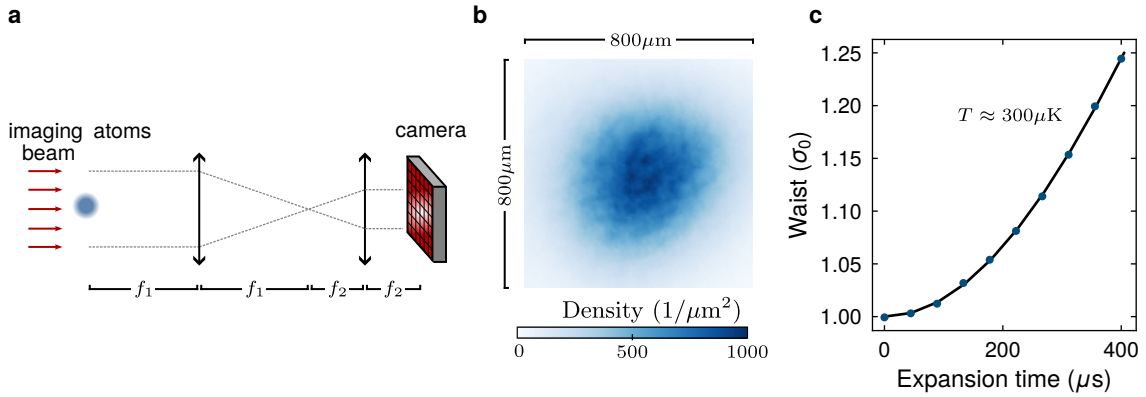 a
imaging atoms
beam
camera
f₁
f₁
f₂
f₂
b
800μm
800μm
Density (1/μm²)
0
500
1000
c
Waist (σ₀)
1.25
1.20
1.15
1.10
1.05
1.00
T ≈ 300μK
0
200
400
Expansion time (μs)